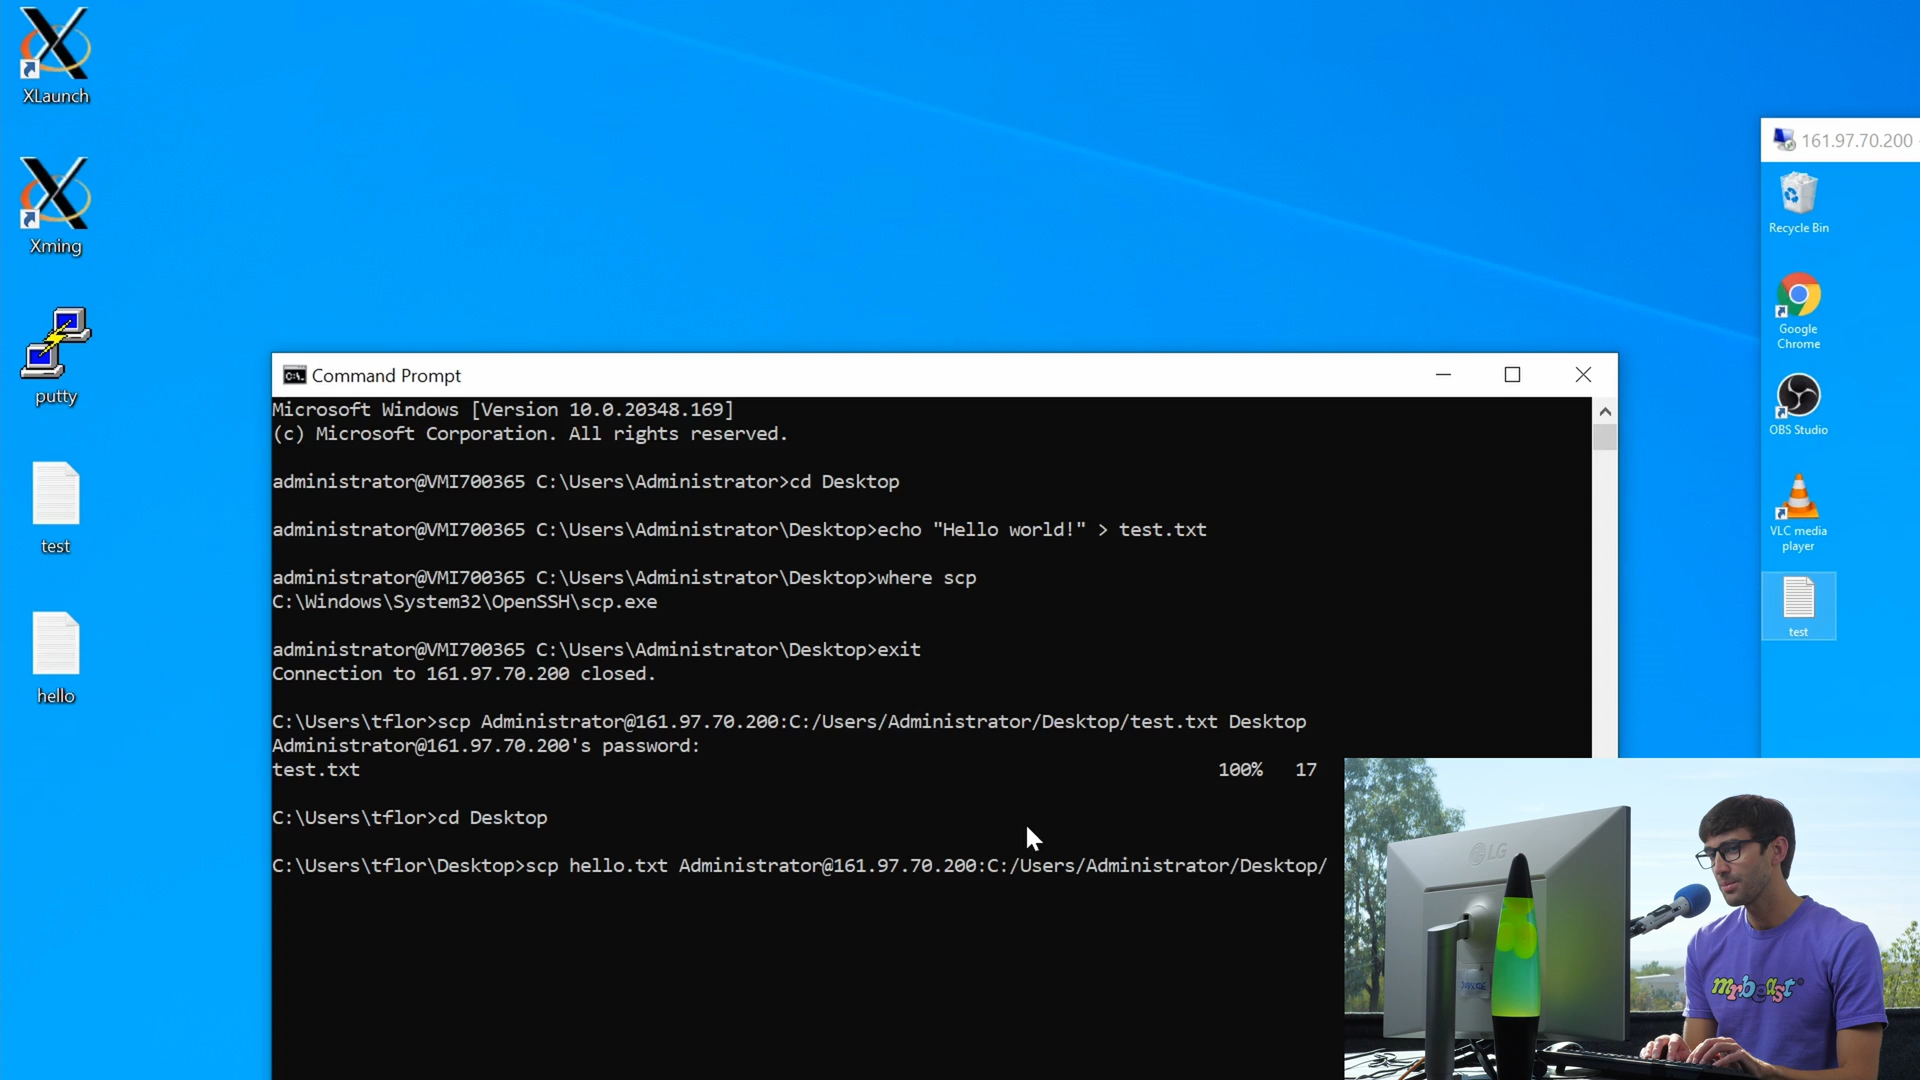 XLaunch
Xming
putty
test
hello
Command Prompt
Microsoft Windows [Version 10.0.20348.169]
(c) Microsoft Corporation. All rights reserved.
administrator@VMI700365 C:\Users\Administrator>cd Desktop
administrator@VMI700365 C:\Users\Administrator\Desktop>echo "Hello world!" > test.txt
administrator@VMI700365 C:\Users\Administrator\Desktop>where scp
C:\Windows\System32\OpenSSH\scp.exe
administrator@VMI700365 C:\Users\Administrator\Desktop>exit
Connection to 161.97.70.200 closed.
C:\Users\tflor>scp Administrator@161.97.70.200:C:/Users/Administrator/Desktop/test.txt Desktop
Administrator@161.97.70.200's password:
test.txt 100% 17
C:\Users\tflor>cd Desktop
C:\Users\tflor\Desktop>scp hello.txt Administrator@161.97.70.200:C:/Users/Administrator/Desktop/
161.97.70.200
Recycle Bin
Google
Chrome
OBS Studio
VLC media
player
test
LG
mrbeast